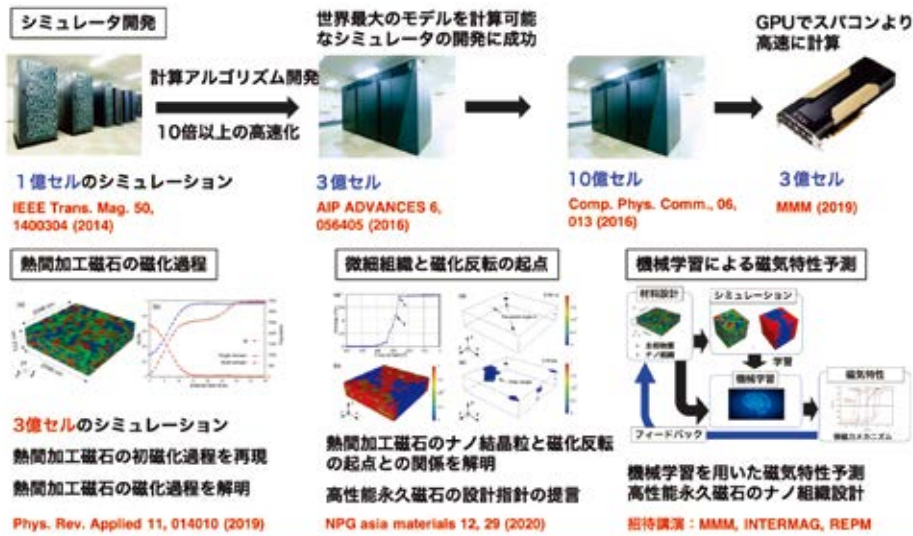 シミュレータ開発
世界最大のモデルを計算可能
なシミュレータの開発に成功
GPUでスパコンより
高速に計算
計算アルゴリズム開発
10倍以上の高速化
1億セルのシミュレーション
IEEE Trans. Mag. 50,
1400304 (2014)
3億セル
AIP ADVANCES 6,
056405 (2016)
10億セル
Comp. Phys. Comm., 06,
013 (2016)
3億セル
MMM (2019)
熱間加工磁石の磁化過程
3億セルのシミュレーション
熱間加工磁石の初磁化過程を再現
熱間加工磁石の磁化過程を解明
Phys. Rev. Applied 11, 014010 (2019)
微細組織と磁化反転の起点
熱間加工磁石のナノ結晶粒と磁化反転
の起点との関係を解明
高性能永久磁石の設計指針の提言
NPG asia materials 12, 29 (2020)
機械学習による磁気特性予測
材料設計
シミュレーション
ナノ組織
学習
機械学習
磁気特性
フィードバック
保磁力メカニズム
機械学習を用いた磁気特性予測
高性能永久磁石のナノ組織設計
招待講演：MMM, INTERMAG, REPM